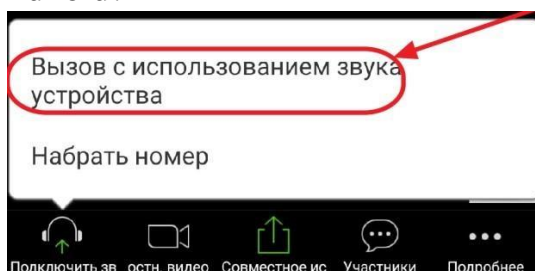 Вызов с использованием звука
устройства
Набрать номер
Подключить зв остн. видео Совместное ис Участники Подробнее